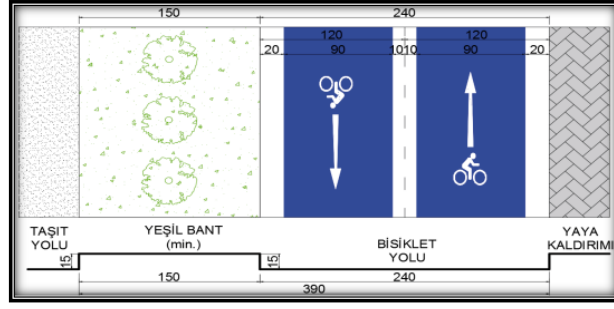 150 240
120 120
20 90 10 10 90 20
TAŞIT YOLU
YEŞİL BANT (min.)
BİSİKLET YOLU
YAYA KALDIRIMI
15 15
150 240
390